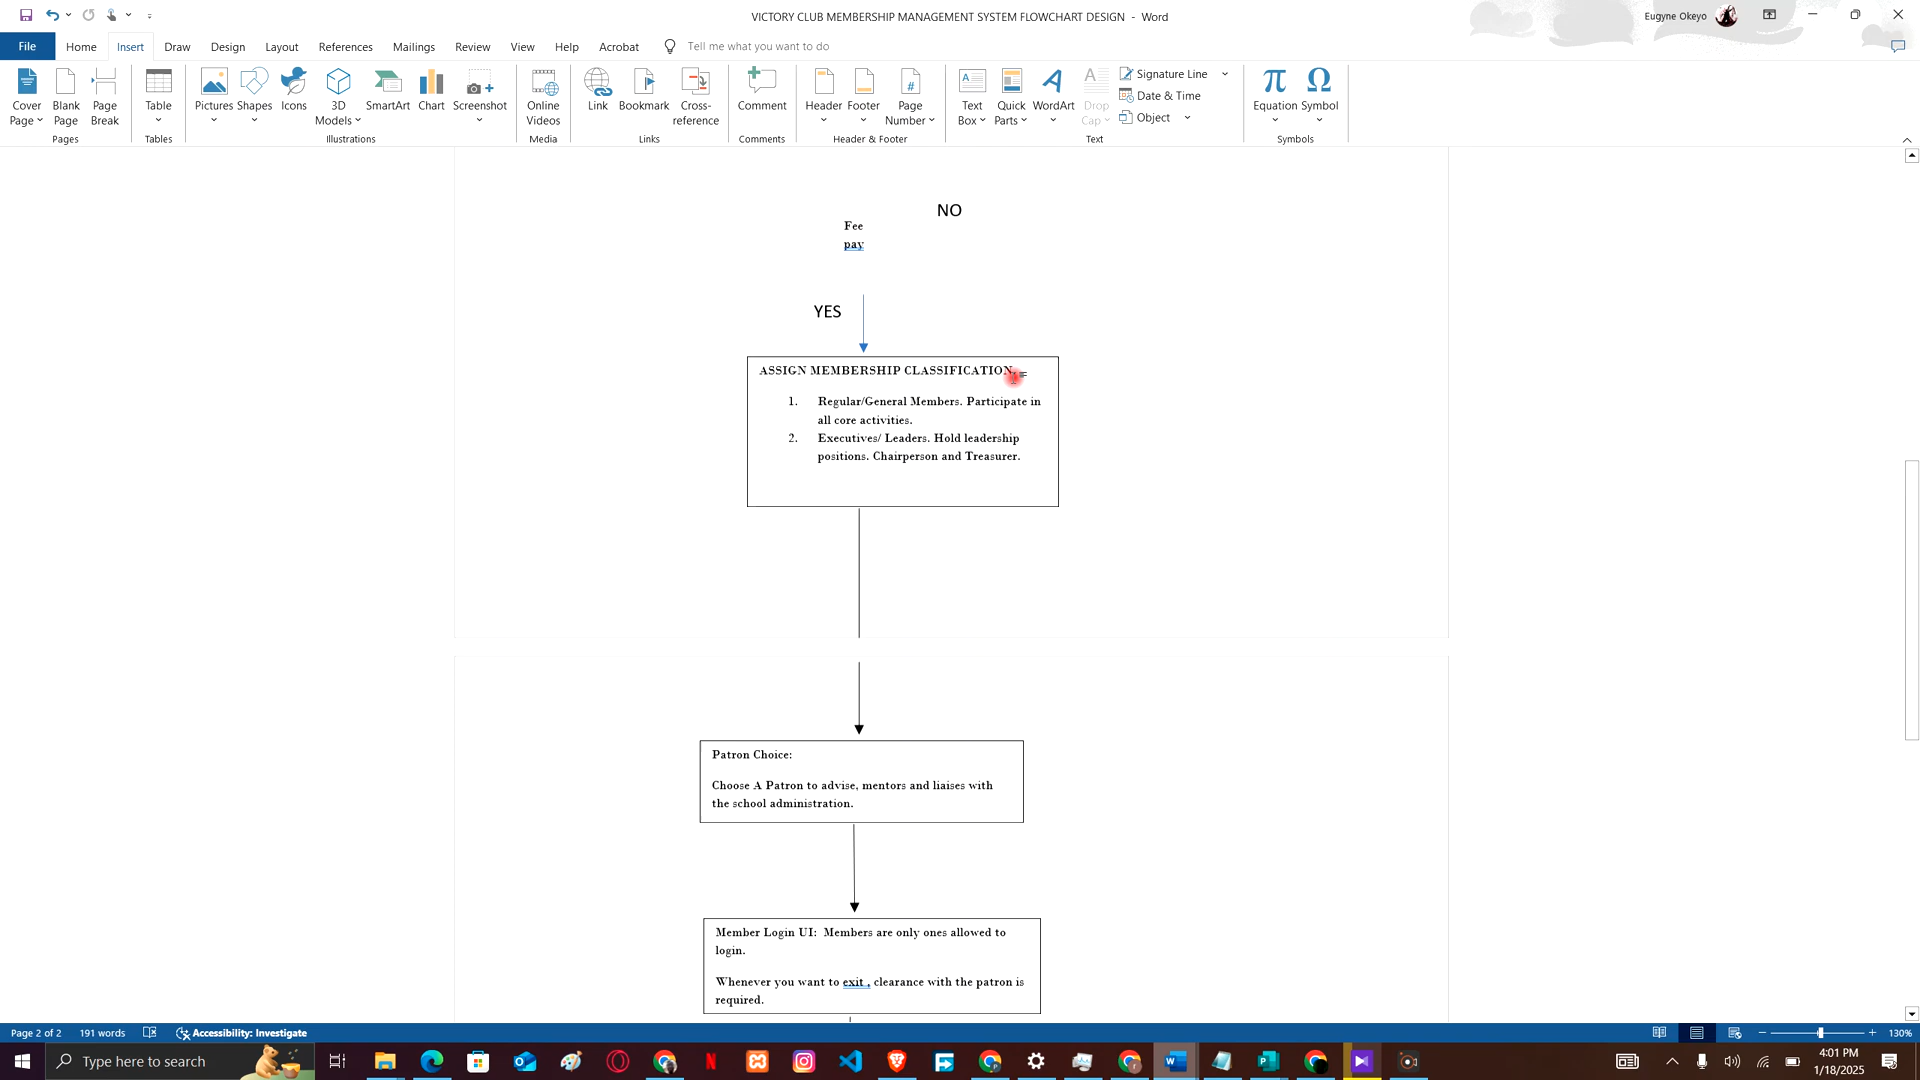 VICTORY CLUB MEMBERSHIP MANAGEMENT SYSTEM FLOWCHART DESIGN - Word
Eugyne Okeyo
File Home Insert Draw Design Layout References Mailings Review View Help Acrobat Tell me what you want to do
Cover Page
Blank Page
Page Break
Pages
Table
Tables
Pictures
Shapes
Icons
3D Models
SmartArt
Chart
Screenshot
Illustrations
Online Videos
Media
Link
Bookmark
Cross-reference
Links
Comment
Comments
Header
Footer
Page Number
Header & Footer
Text Box
Quick Parts
WordArt
Drop Cap
Signature Line
Date & Time
Object
Text
Equation
Symbol
Symbols
NO
Fee
pay
YES
ASSIGN MEMBERSHIP CLASSIFICATION.
1. Regular/General Members. Participate in
all core activities.
2. Executives/ Leaders. Hold leadership
positions. Chairperson and Treasurer.
Patron Choice:
Choose A Patron to advise, mentors and liaises with
the school administration.
Member Login UI: Members are only ones allowed to
login.
Whenever you want to exit , clearance with the patron is
required.
Page 2 of 2 191 words Accessibility: Investigate 130%
Type here to search
4:01 PM
1/18/2025